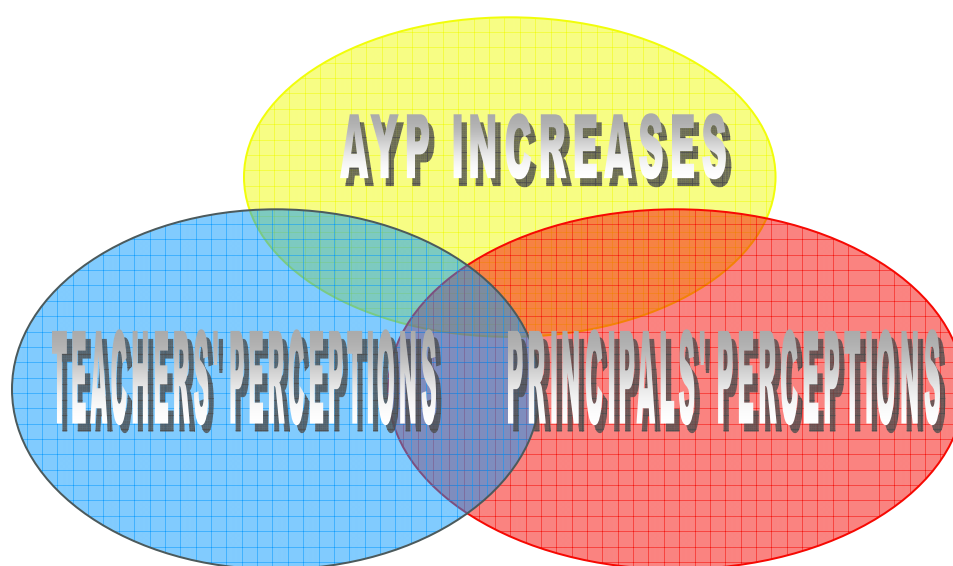 AYP INCREASES
TEACHERS' PERCEPTIONS
PRINCIPALS' PERCEPTIONS